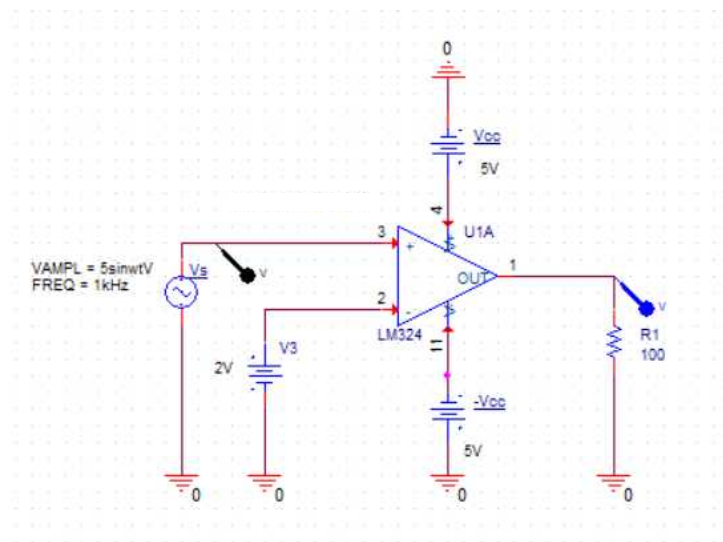 0
Vcc
5V
4
3
U1A
+
VAMPL = 5sinwtV
FREQ = 1kHz
Vs
V
OUT
1
2
-
V
LM324
11
R1
100
V3
2V
-Vcc
5V
0
0
0
0